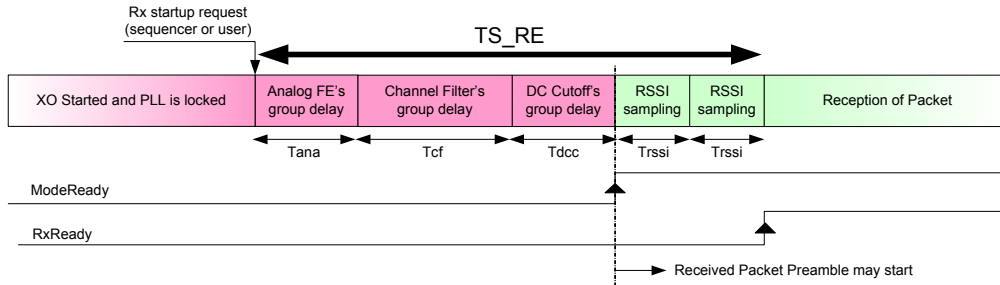 Rx startup request
(sequencer or user)
TS_RE
XO Started and PLL is locked
Analog FE's
group delay
Channel Filter's
group delay
DC Cutoff's
group delay
RSSI
sampling
RSSI
sampling
Reception of Packet
Tana
Tcf
Tdcc
Trssi
Trssi
ModeReady
RxReady
Received Packet Preamble may start